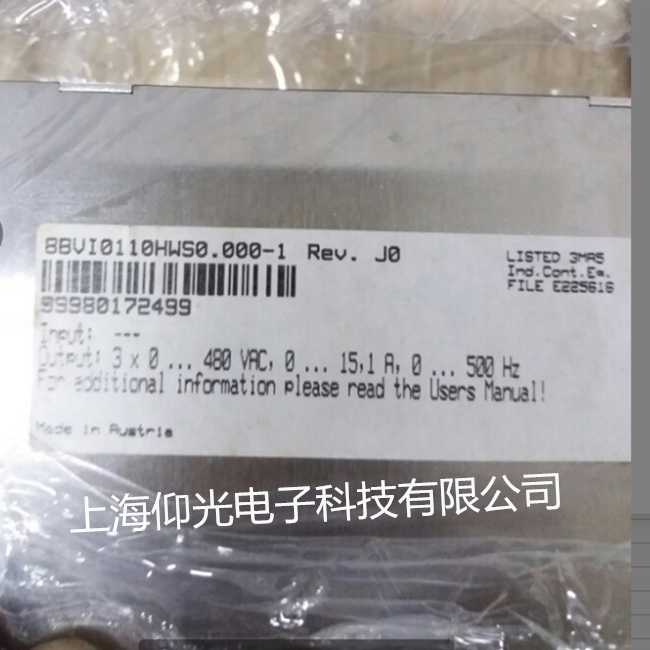 8BVI0110HWS0.000-1 Rev. J0
LISTED 3MA5
Ind.Cont.Eq.
FILE E225616
99980172499
Input: ---
Output: 3 x 0 ... 480 VAC, 0 ... 15,1 A, 0 ... 500 Hz
For additional information please read the Users Manual!
Made in Austria
上海仰光电子科技有限公司